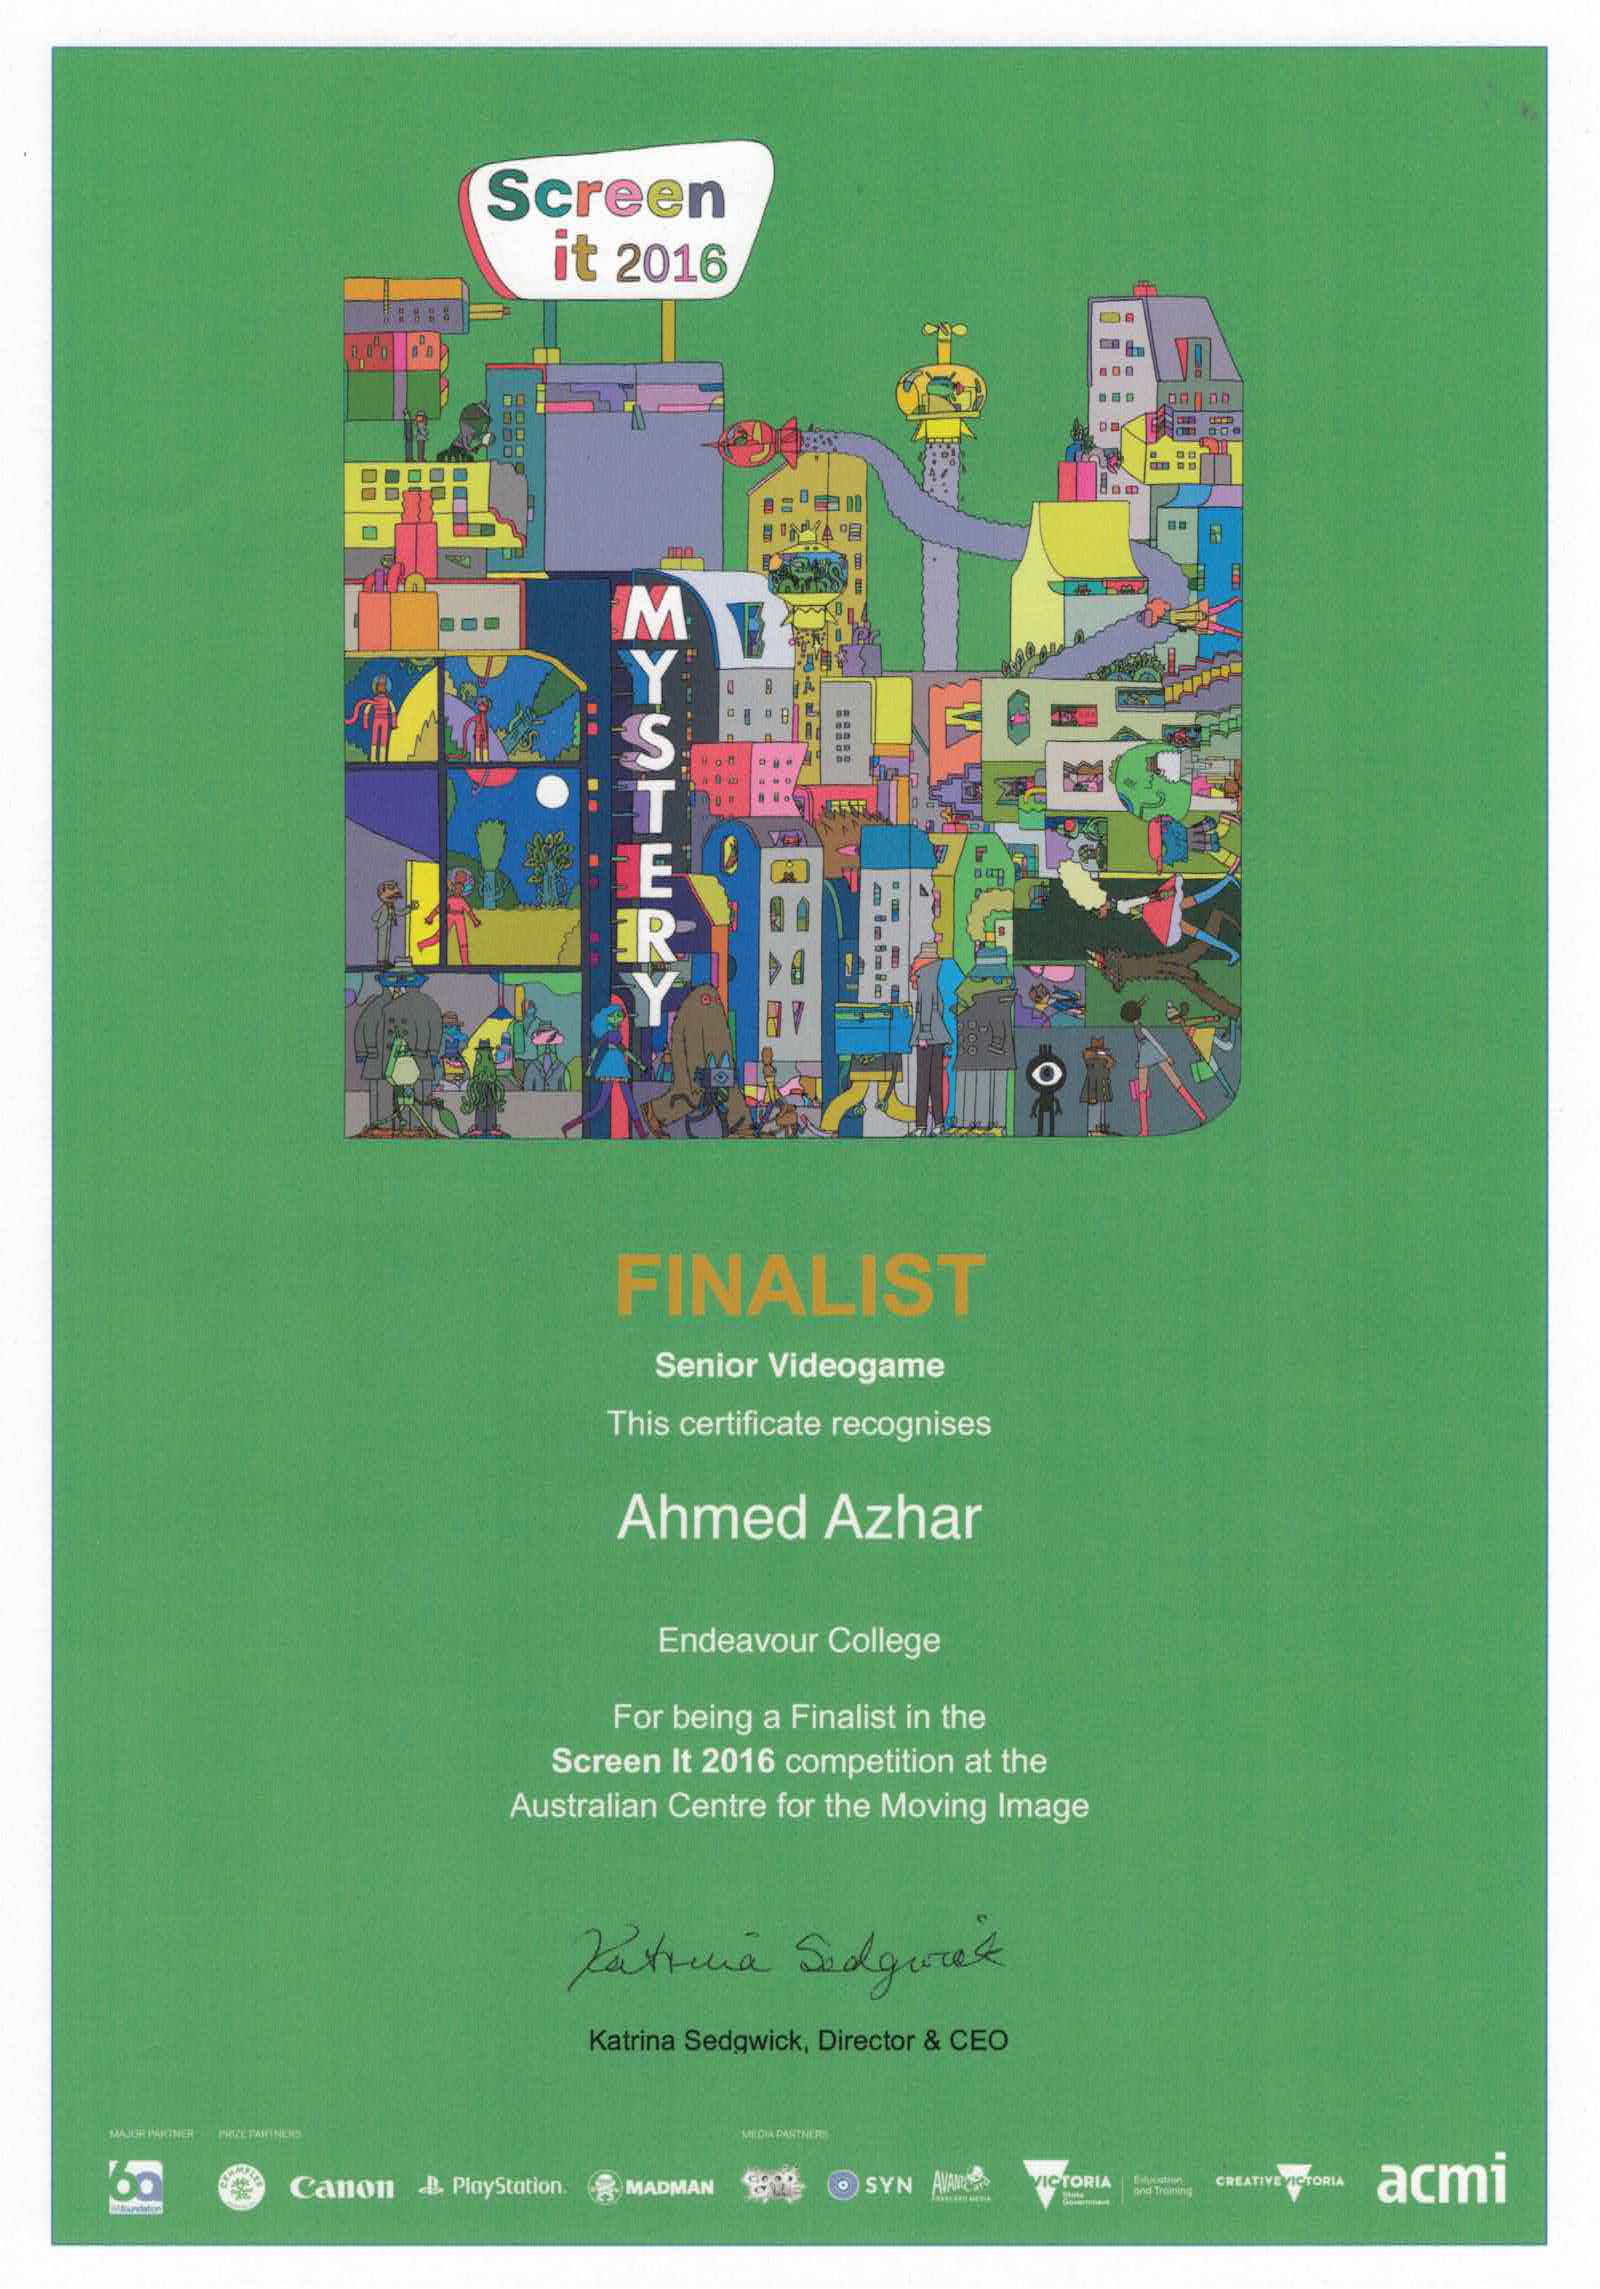 Screen
it 2016
MYSTERY
FINALIST
Senior Videogame
This certificate recognises
Ahmed Azhar
Endeavour College
For being a Finalist in the
Screen It 2016 competition at the
Australian Centre for the Moving Image
Katrina Sedgwick
Katrina Sedgwick, Director & CEO
MAJOR PARTNER PRIZE PARTNERS MEDIA PARTNERS
Canon PlayStation MADMAN SYN VICTORIA State Government Education and Training CREATIVE VICTORIA acmi